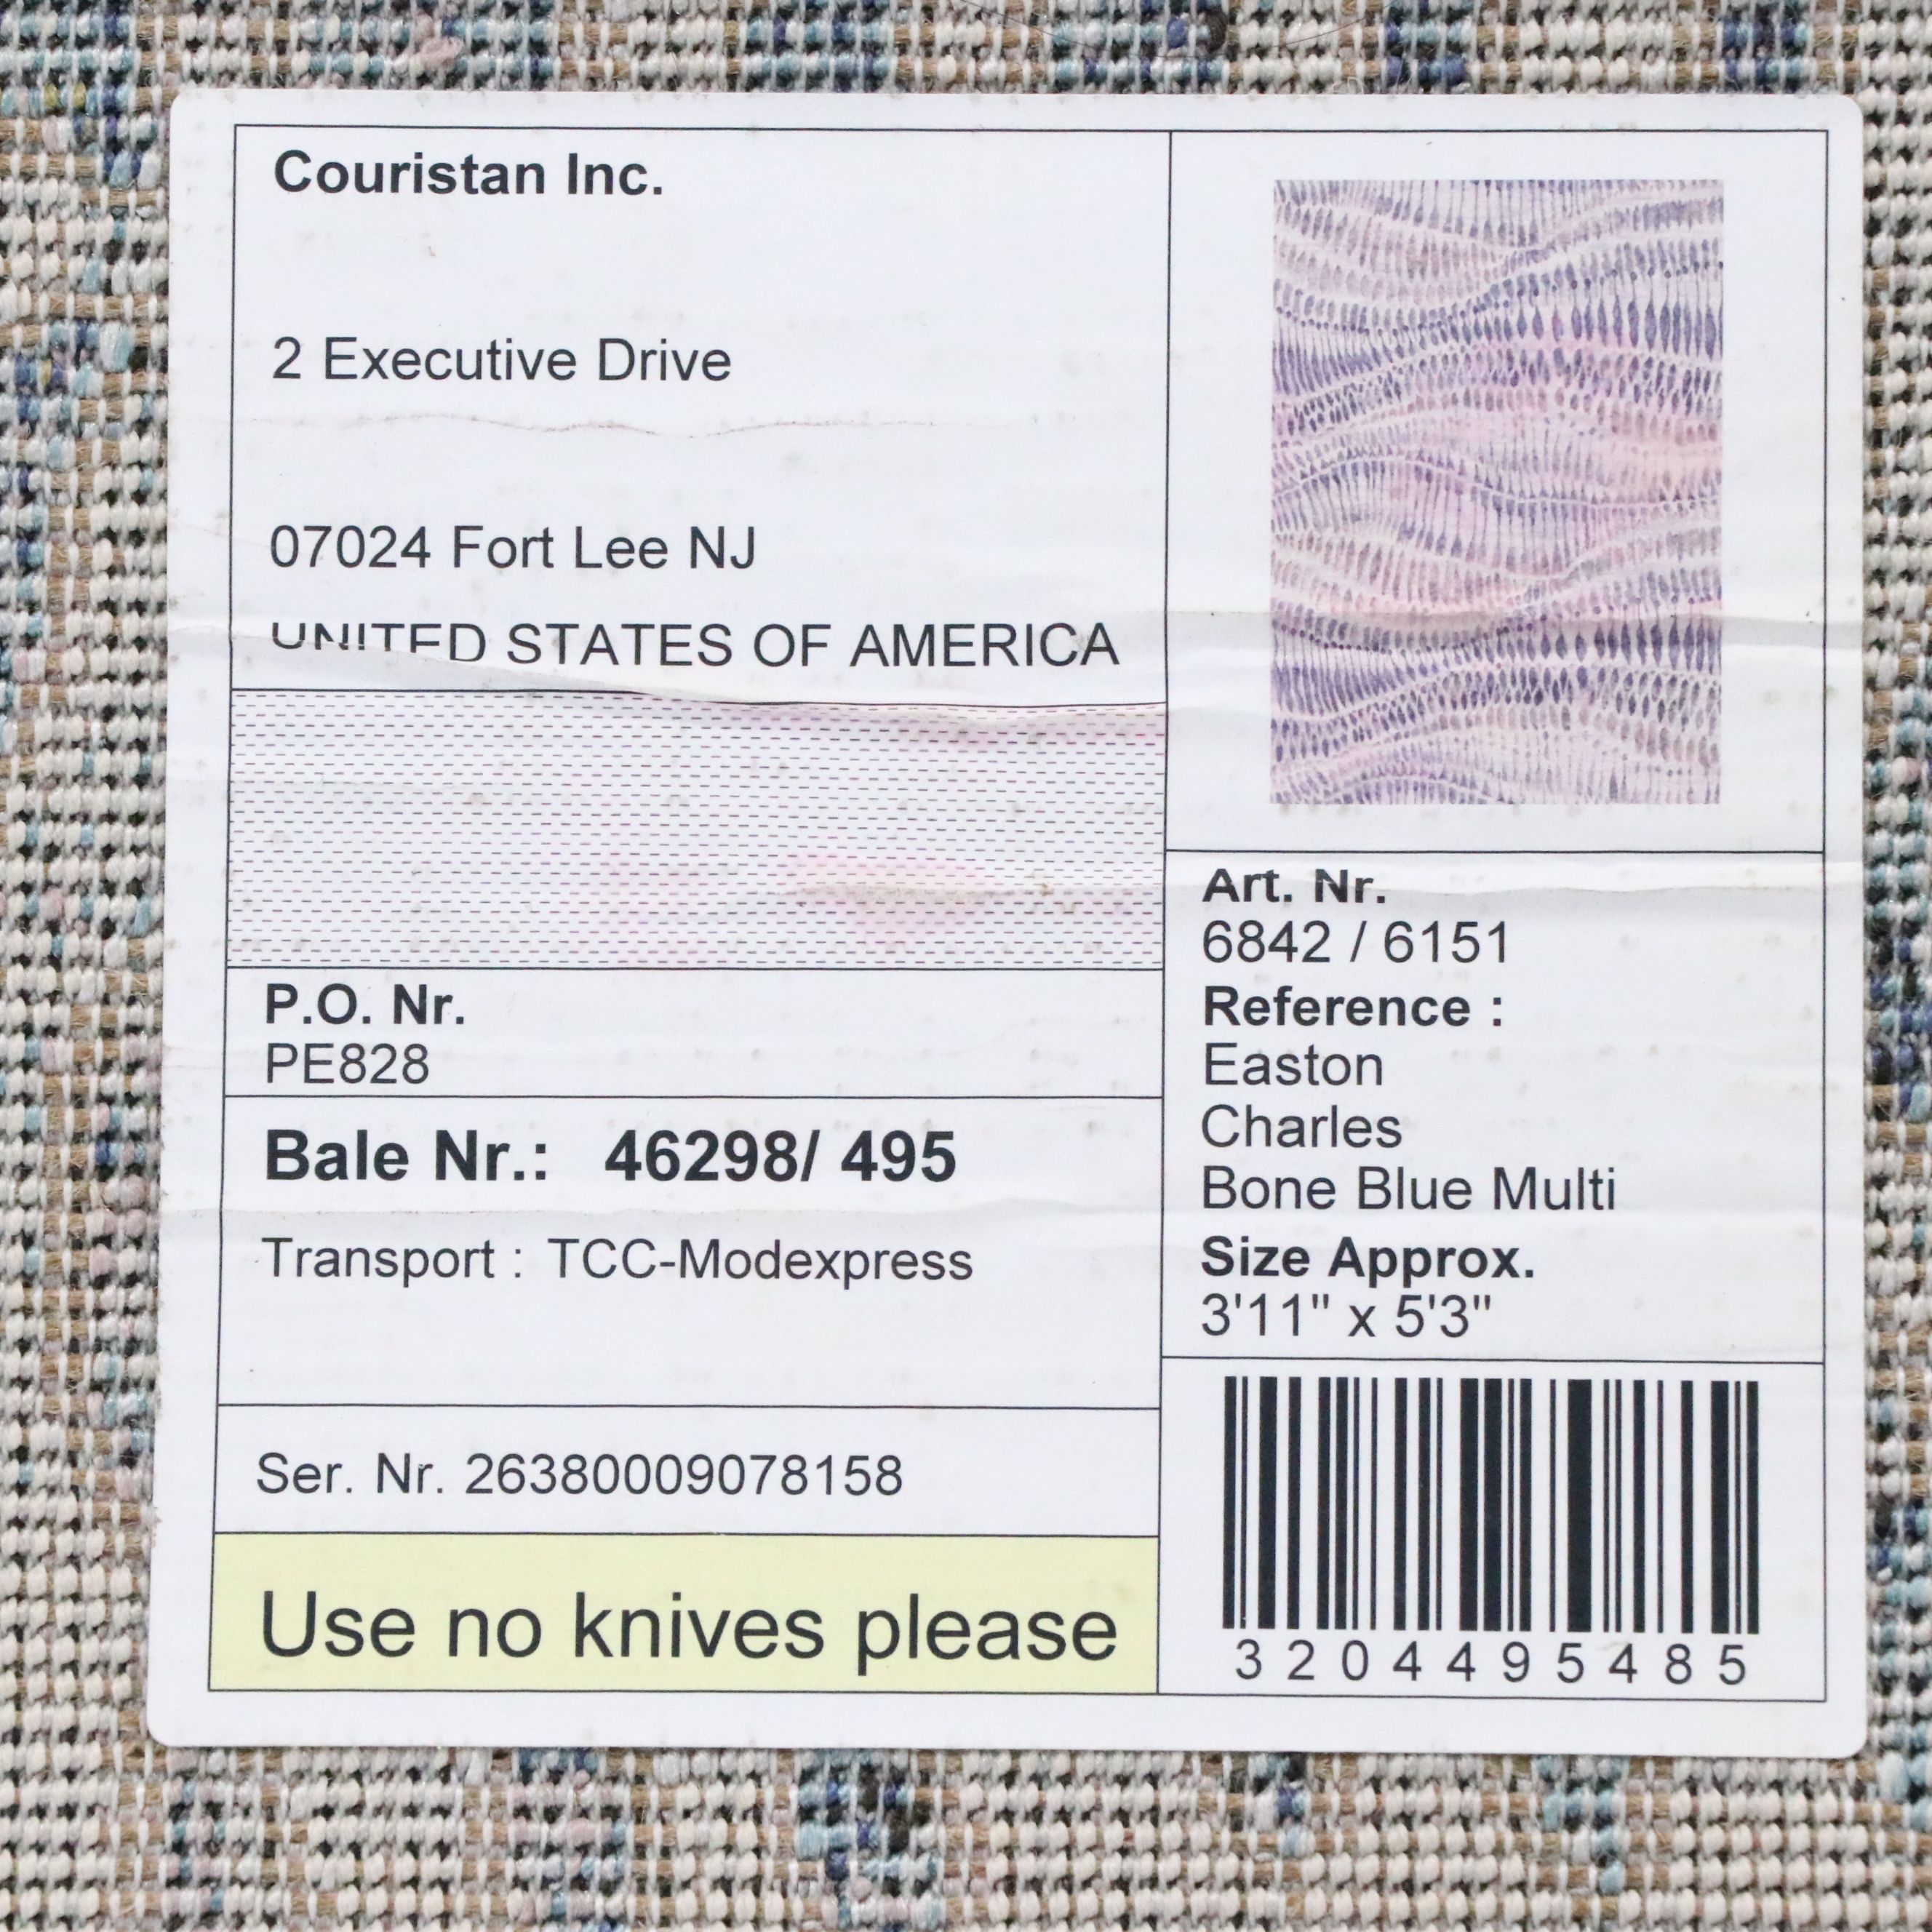 Couristan Inc.
2 Executive Drive
07024 Fort Lee NJ
UNITED STATES OF AMERICA
P.O. Nr.
PE828
Bale Nr.: 46298/ 495
Transport : TCC-Modexpress
Ser. Nr. 26380009078158
Use no knives please
Art. Nr.
6842 / 6151
Reference :
Easton
Charles
Bone Blue Multi
Size Approx.
3'11" x 5'3"
3204495485